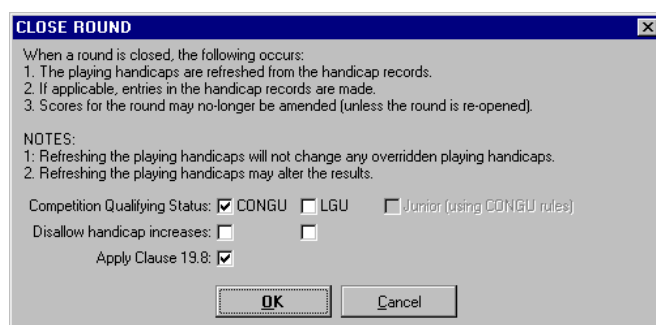 CLOSE ROUND
When a round is closed, the following occurs:
1. The playing handicaps are refreshed from the handicap records.
2. If applicable, entries in the handicap records are made.
3. Scores for the round may no-longer be amended (unless the round is re-opened).
NOTES:
1: Refreshing the playing handicaps will not change any overridden playing handicaps.
2. Refreshing the playing handicaps may alter the results.
Competition Qualifying Status: CONGU LGU Junior (using CONGU rules)
Disallow handicap increases:
Apply Clause 19.8:
OK Cancel